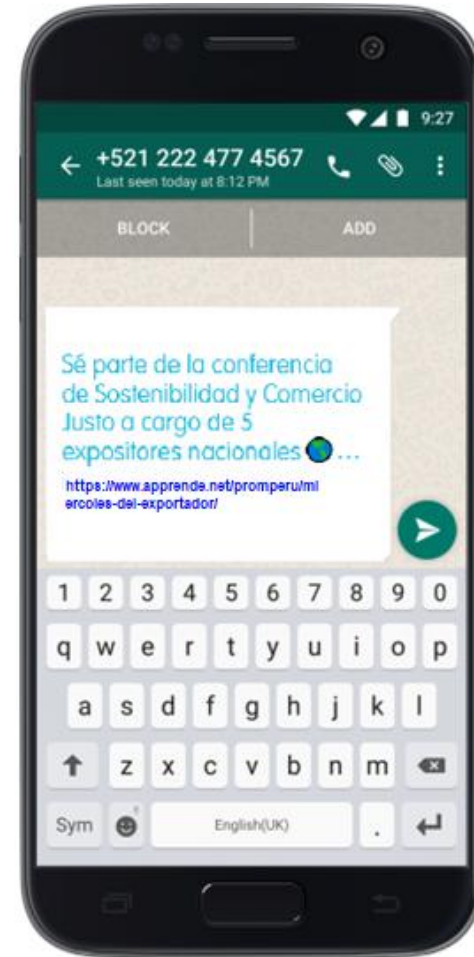 9:27
+521 222 477 4567
Last seen today at 8:12 PM
BLOCK ADD
Sé parte de la conferencia
de Sostenibilidad y Comercio
Justo a cargo de 5
expositores nacionales 🌎...
https://www.apprende.net/promperu/mi
ercoles-del-exportador/
1 2 3 4 5 6 7 8 9 0
q w e r t y u i o p
a s d f g h j k l
z x c v b n m
Sym English(UK) .